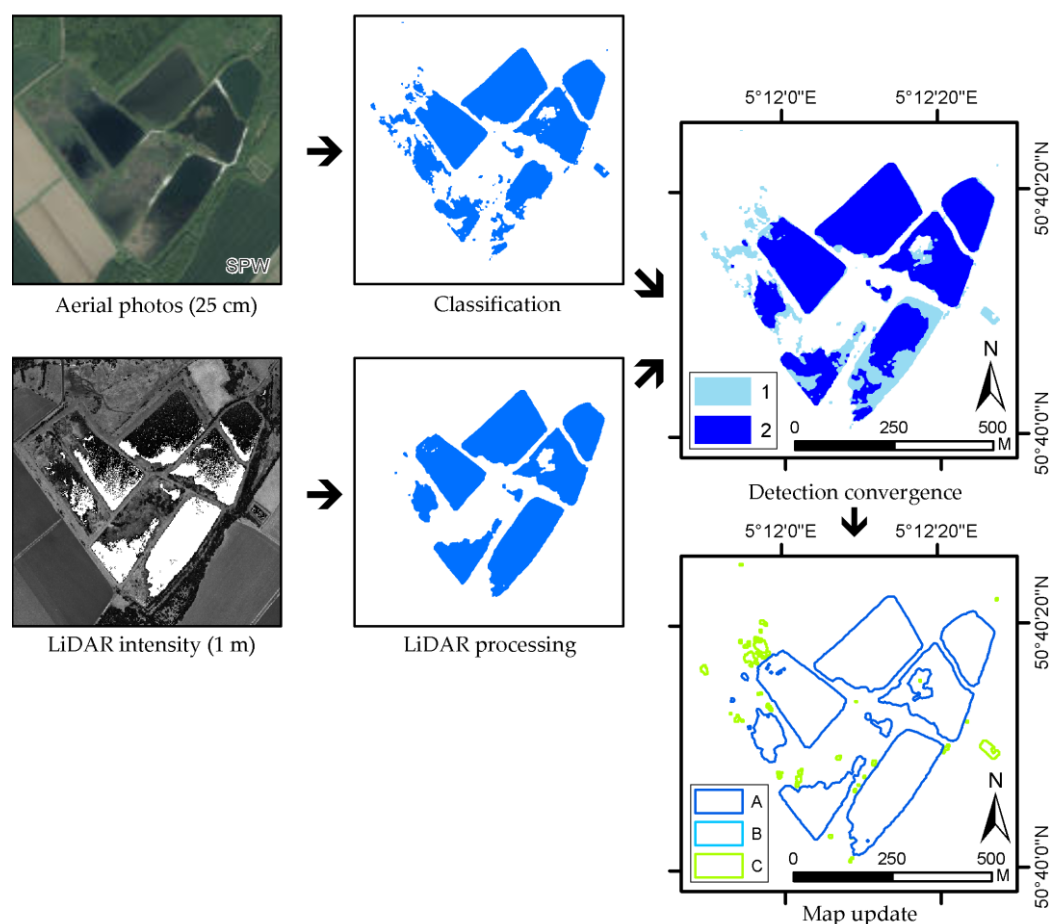 SPW
Aerial photos (25 cm)
Classification
LiDAR intensity (1 m)
LiDAR processing
5°12'0"E
5°12'20"E
50°40'20"N
50°40'0"N
1
2
N
0
250
500
M
Detection convergence
5°12'0"E
5°12'20"E
50°40'20"N
50°40'0"N
A
B
C
N
0
250
500
M
Map update